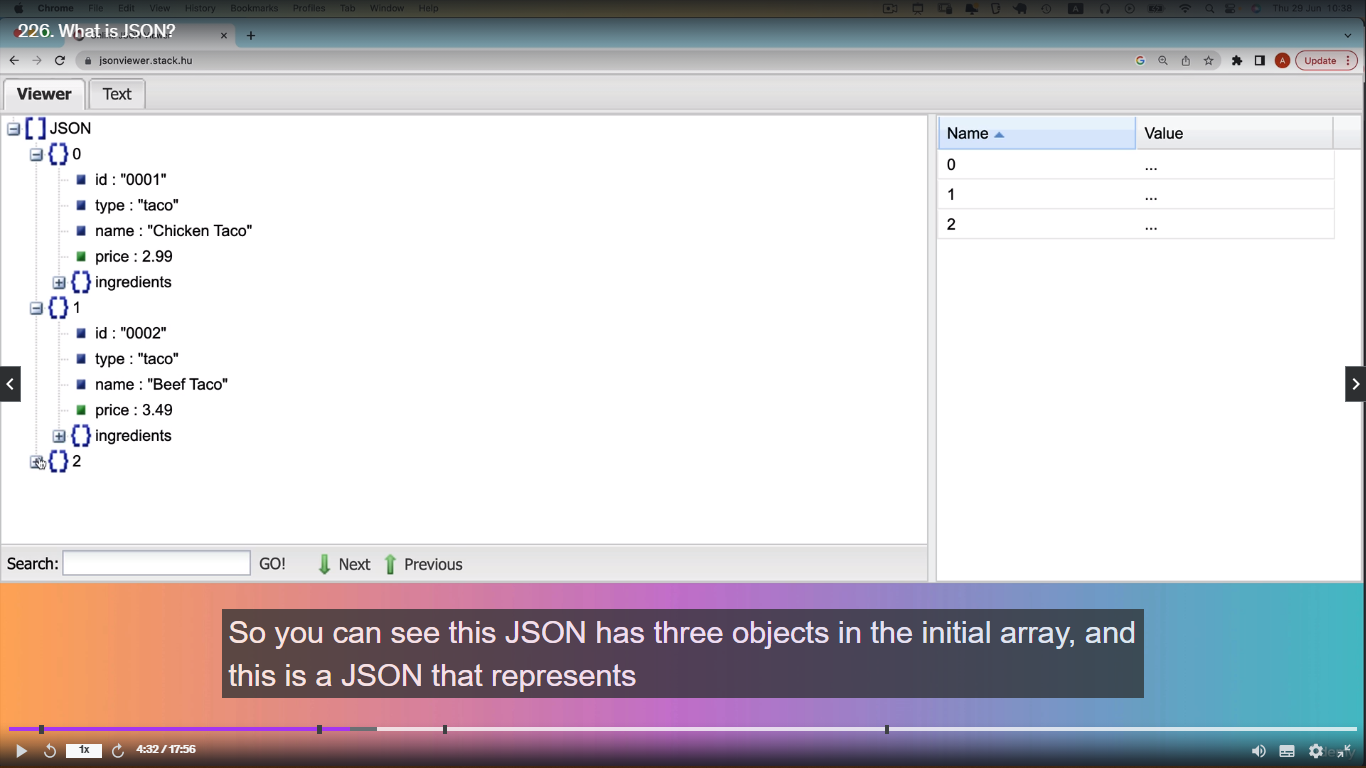 Chrome File Edit View History Bookmarks Profiles Tab Window Help
Thu 29 Jun 10:38
226. What is JSON?
jsonviewer.stack.hu
A
Update
Viewer
Text
JSON
0
id : "0001"
type : "taco"
name : "Chicken Taco"
price : 2.99
ingredients
1
id : "0002"
type : "taco"
name : "Beef Taco"
price : 3.49
ingredients
2
Name Value
0 ...
1 ...
2 ...
Search: GO! Next Previous
So you can see this JSON has three objects in the initial array, and
this is a JSON that represents
1x 4:32 / 17:56